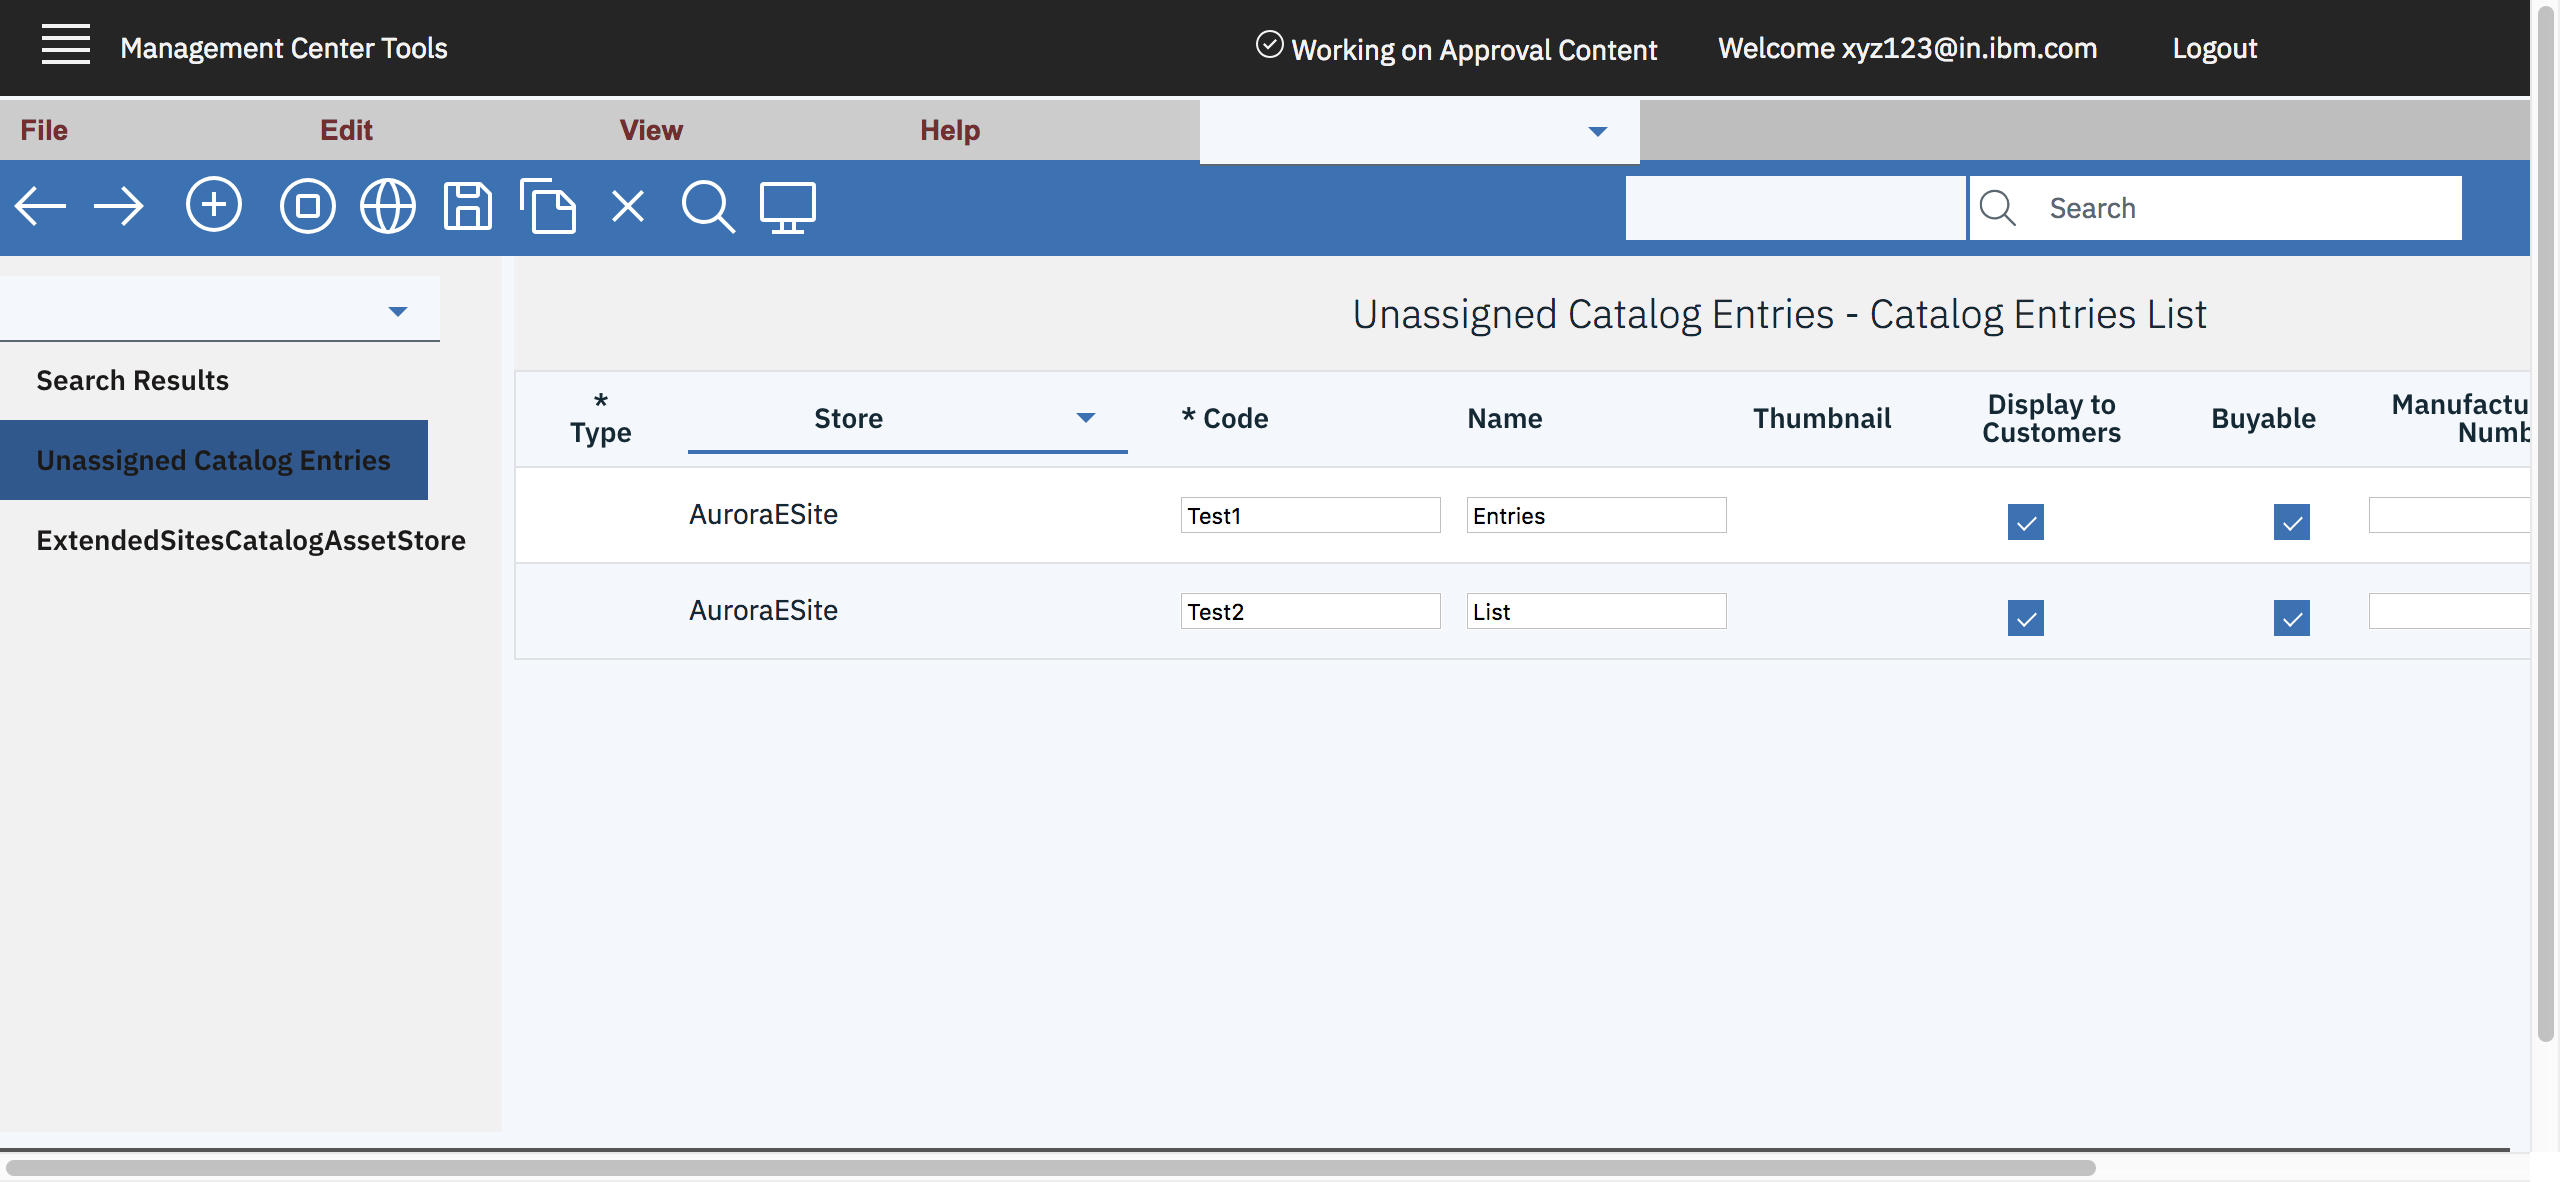 Management Center Tools
Working on Approval Content
Welcome xyz123@in.ibm.com
Logout
File
Edit
View
Help
Search
Search Results
Unassigned Catalog Entries
ExtendedSitesCatalogAssetStore
Unassigned Catalog Entries - Catalog Entries List
* Type
Store
* Code
Name
Thumbnail
Display to
Customers
Buyable
AuroraESite
Test1
Entries
AuroraESite
Test2
List